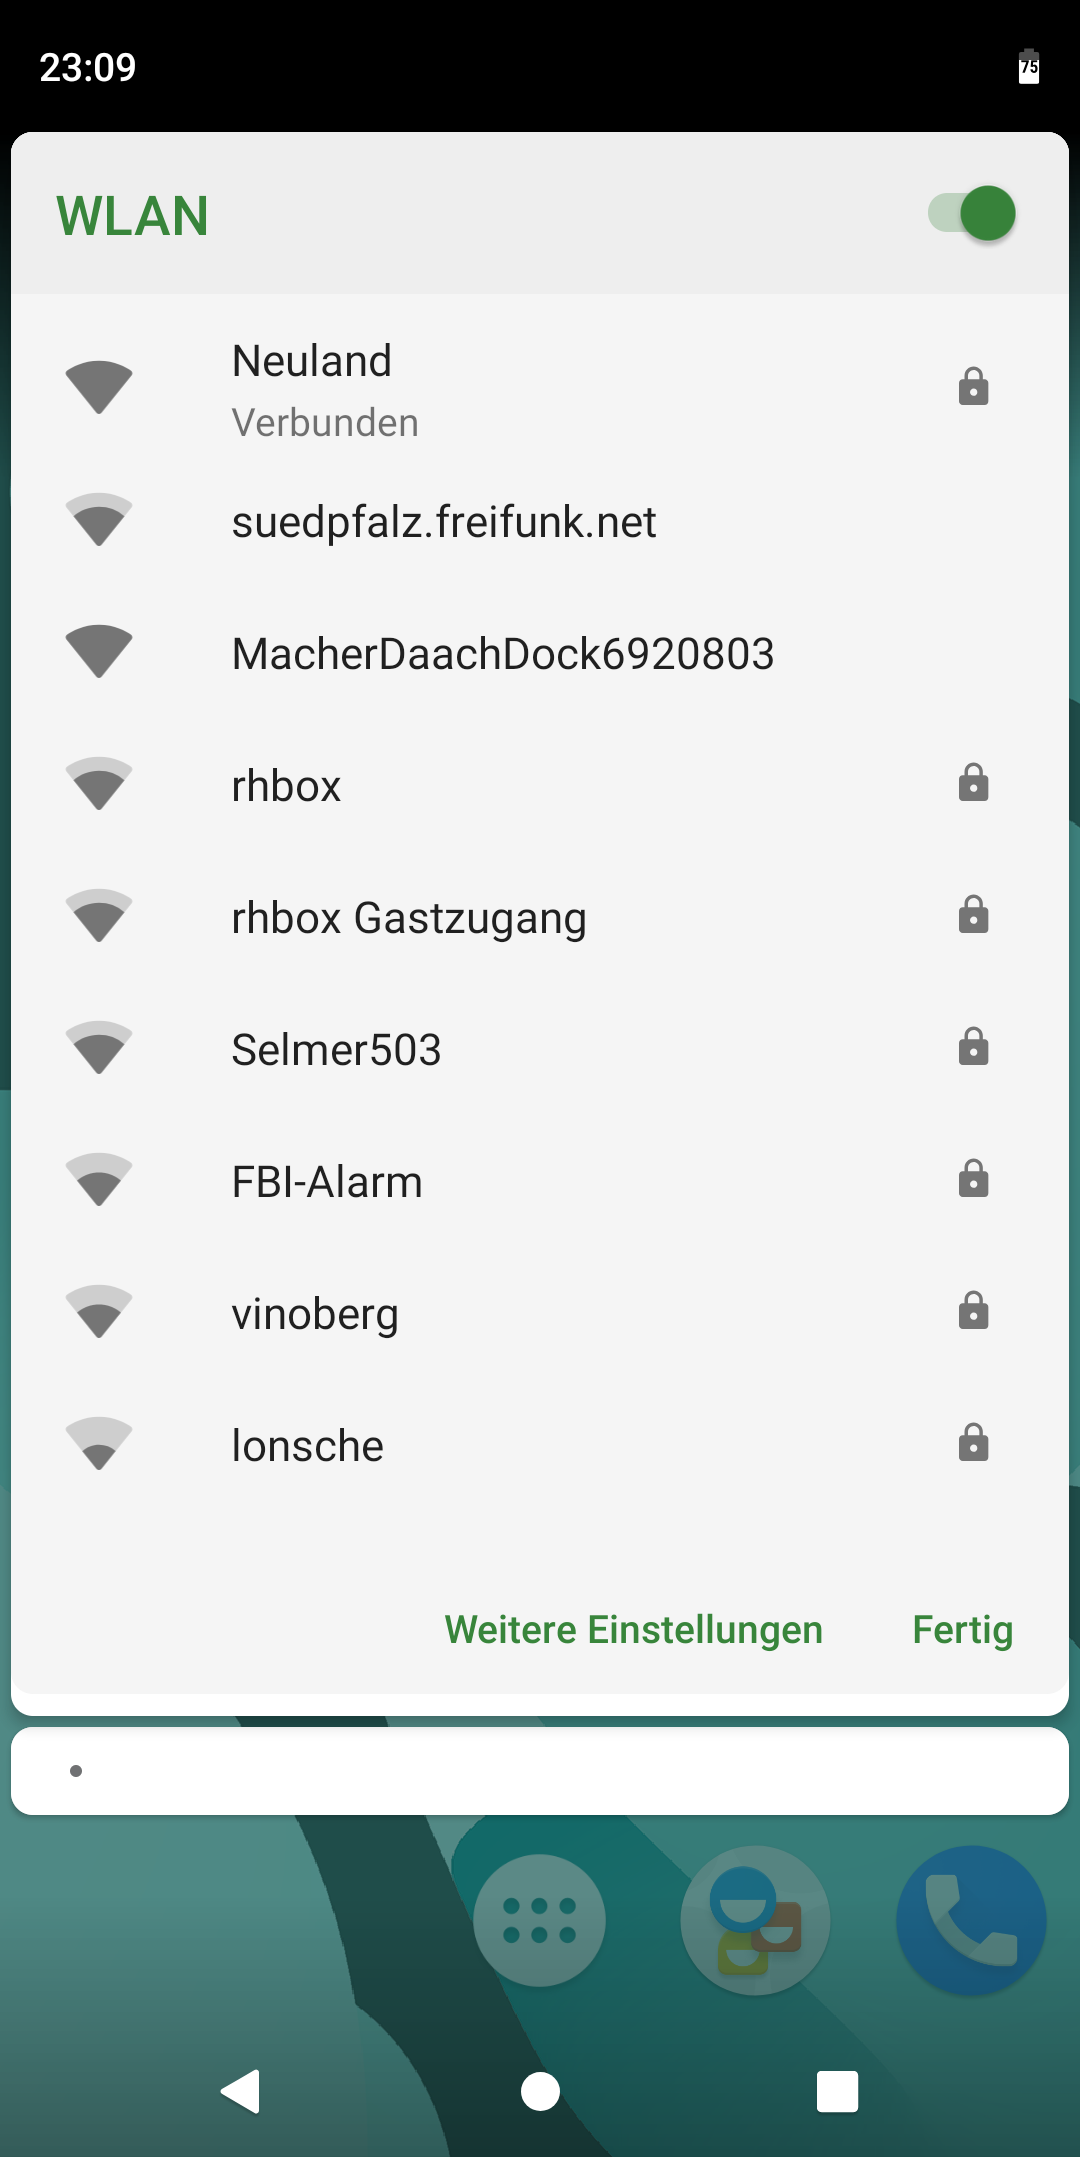 23:09
75
WLAN
Neuland
Verbunden
suedpfalz.freifunk.net
MacherDaachDock6920803
rhbox
rhbox Gastzugang
Selmer503
FBI-Alarm
vinoberg
lonsche
Weitere Einstellungen
Fertig